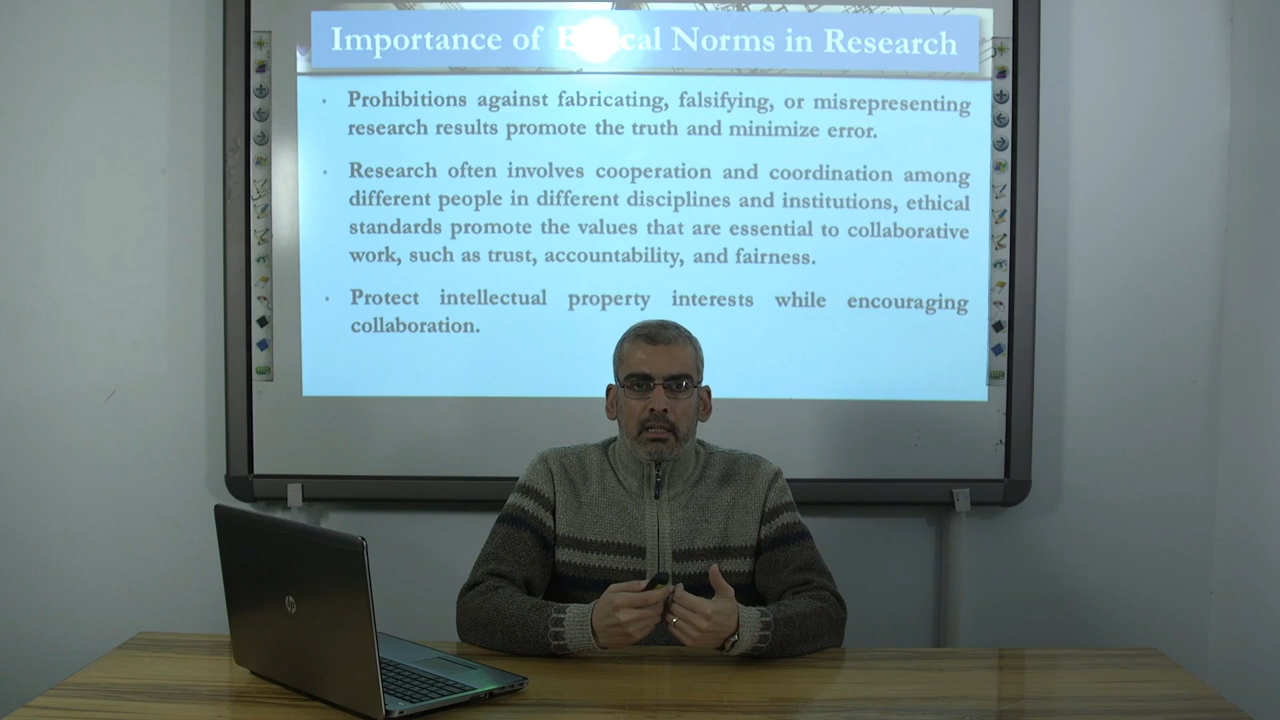 Importance of Ethical Norms in Research
· Prohibitions against fabricating, falsifying, or misrepresenting
research results promote the truth and minimize error.
· Research often involves cooperation and coordination among
different people in different disciplines and institutions, ethical
standards promote the values that are essential to collaborative
work, such as trust, accountability, and fairness.
· Protect intellectual property interests while encouraging
collaboration.
hp